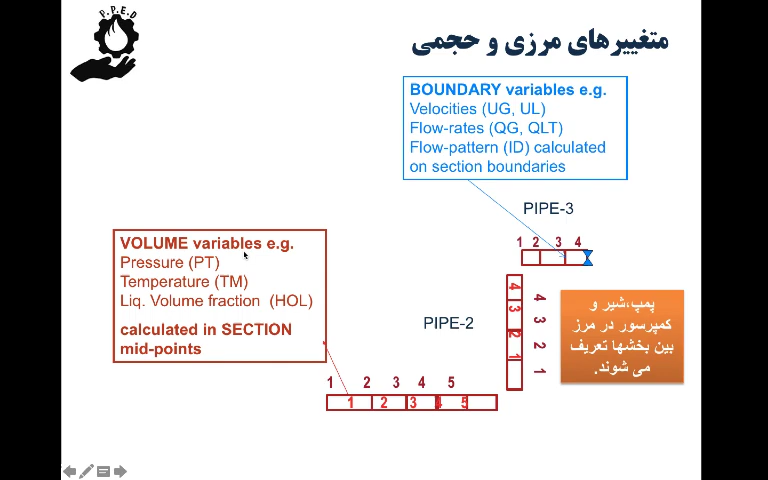 P.P.E.D
متغییرهای مرزی و حجمی
BOUNDARY variables e.g.
Velocities (UG, UL)
Flow-rates (QG, QLT)
Flow-pattern (ID) calculated
on section boundaries
PIPE-3
1 2 3 4
VOLUME variables e.g.
Pressure (PT)
Temperature (TM)
Liq. Volume fraction (HOL)
calculated in SECTION
mid-points
PIPE-2
4 3 2 1
4 3 2 1
پمپ،شیر و
کمپرسور در مرز
بین بخشها تعریف
می شوند.
1 2 3 4 5
1 2 3 4 5